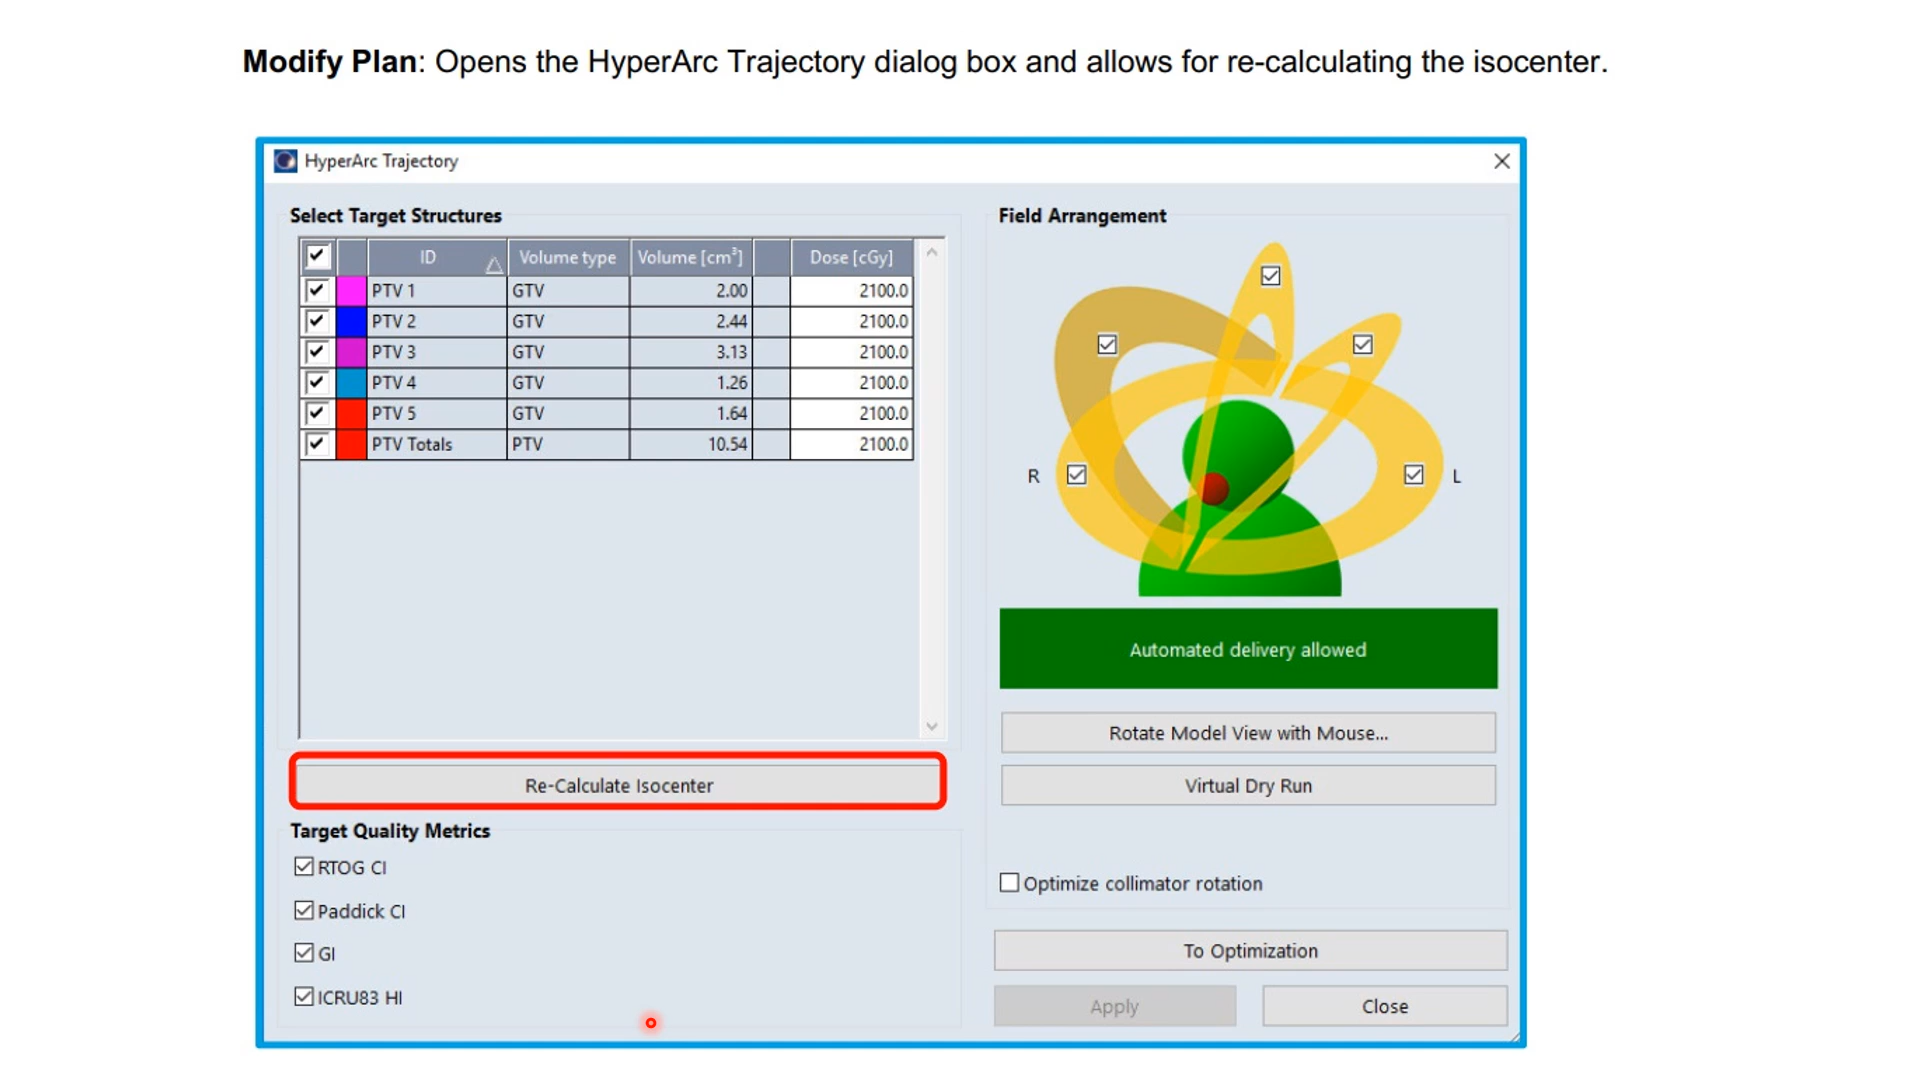 Modify Plan: Opens the HyperArc Trajectory dialog box and allows for re-calculating the isocenter.
HyperArc Trajectory
Select Target Structures
ID Volume type Volume [cm³] Dose [cGy]
PTV 1 GTV 2.00 2100.0
PTV 2 GTV 2.44 2100.0
PTV 3 GTV 3.13 2100.0
PTV 4 GTV 1.26 2100.0
PTV 5 GTV 1.64 2100.0
PTV Totals PTV 10.54 2100.0
Re-Calculate Isocenter
Target Quality Metrics
RTOG CI
Paddick CI
GI
ICRU83 HI
Field Arrangement
R L
Automated delivery allowed
Rotate Model View with Mouse...
Virtual Dry Run
Optimize collimator rotation
To Optimization
Apply Close